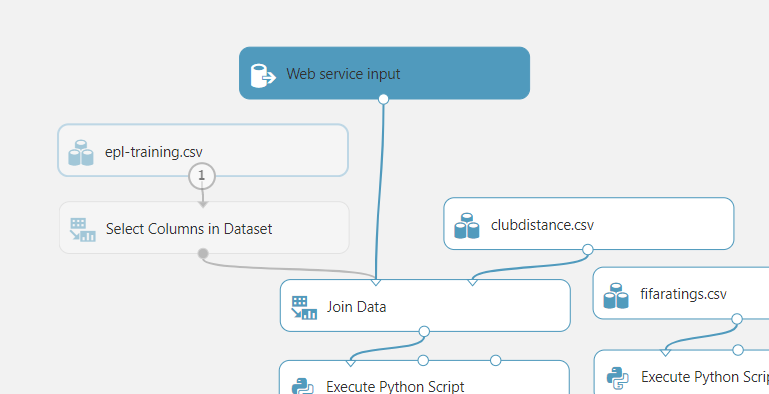 Web service input
epl-training.csv
1
Select Columns in Dataset
clubdistance.csv
fifaratings.csv
Join Data
Execute Python Script
Execute Python Scrip